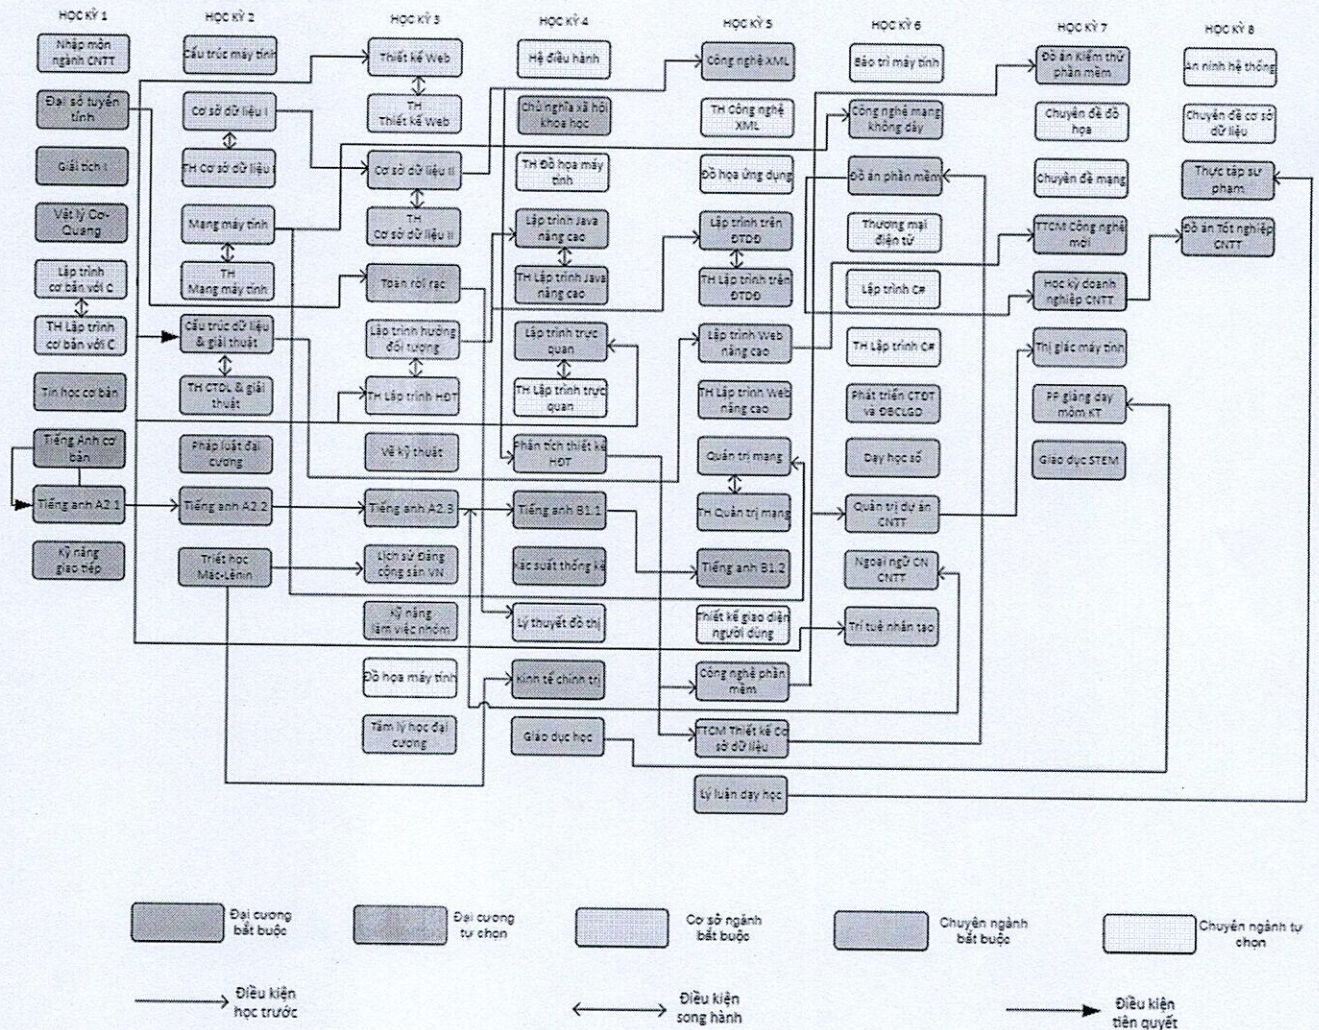 HỌC KỲ 1
Nhập môn
ngành CNTT
Đại số tuyến
tính
Giải tích I
Vật lý Cơ-
Quang
Lập trình
cơ bản với C
TH Lập trình
cơ bản với C
Tin học cơ bản
Tiếng Anh cơ
bản
Tiếng anh A2.1
Kỹ năng
giao tiếp
HỌC KỲ 2
Cấu trúc máy tính
Cơ sở dữ liệu I
TH Cơ sở dữ liệu I
Mạng máy tính
TH
Mạng máy tính
Cấu trúc dữ liệu
& giải thuật
TH CTDL & giải
thuật
Pháp luật đại
cương
Tiếng anh A2.2
Triết học
Mác-Lênin
HỌC KỲ 3
Thiết kế Web
TH
Thiết kế Web
Cơ sở dữ liệu II
TH
Cơ sở dữ liệu II
Toán rời rạc
Lập trình hướng
đối tượng
TH Lập trình HĐT
Vẽ kỹ thuật
Tiếng anh A2.3
Lịch sử Đảng
cộng sản VN
Kỹ năng
làm việc nhóm
Đồ họa máy tính
Tâm lý học đại
cương
HỌC KỲ 4
Hệ điều hành
Chủ nghĩa xã hội
khoa học
TH Đồ họa máy
tính
Lập trình Java
nâng cao
TH Lập trình Java
nâng cao
Lập trình trực
quan
TH Lập trình trực
quan
Phân tích thiết kế
HĐT
Tiếng anh B1.1
Xác suất thống kê
Lý thuyết đồ thị
Kinh tế chính trị
Giáo dục học
HỌC KỲ 5
Công nghệ XML
TH Công nghệ
XML
Đồ họa ứng dụng
Lập trình trên
ĐTDĐ
TH Lập trình trên
ĐTDĐ
Lập trình Web
nâng cao
TH Lập trình Web
nâng cao
Quản trị mạng
TH Quản trị mạng
Tiếng anh B1.2
Thiết kế giao diện
người dùng
Công nghệ phần
mềm
TTCM Thiết kế Cơ
sở dữ liệu
Lý luận dạy học
HỌC KỲ 6
Bảo trì máy tính
Công nghệ mạng
không dây
Đồ án phần mềm
Thương mại
điện tử
Lập trình C#
TH Lập trình C#
Phát triển CTĐT
và ĐBCLGD
Dạy học số
Quản trị dự án
CNTT
Ngoại ngữ CN
CNTT
Trí tuệ nhân tạo
HỌC KỲ 7
Đồ án Kiểm thử
phần mềm
Chuyên đề đồ
họa
Chuyên đề mạng
TTCM Công nghệ
mới
Học kỳ doanh
nghiệp CNTT
Thị giác máy tính
PP giảng dạy
môm KT
Giáo dục STEM
HỌC KỲ 8
An ninh hệ thống
Chuyên đề cơ sở
dữ liệu
Thực tập sư
phạm
Đồ án Tốt nghiệp
CNTT
Đại cương
bắt buộc
Đại cương
tự chọn
Cơ sở ngành
bắt buộc
Chuyên ngành
bắt buộc
Chuyên ngành tự
chọn
Điều kiện
học trước
Điều kiện
song hành
Điều kiện
tiên quyết